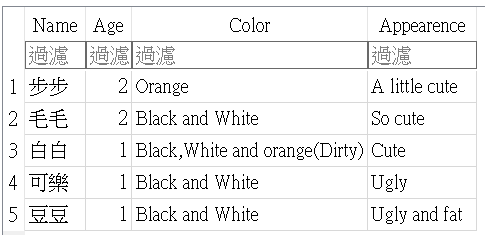 Name Age Color Appearence
過濾 過濾 過濾 過濾
1 步步 2 Orange A little cute
2 毛毛 2 Black and White So cute
3 白白 1 Black,White and orange(Dirty) Cute
4 可樂 1 Black and White Ugly
5 豆豆 1 Black and White Ugly and fat